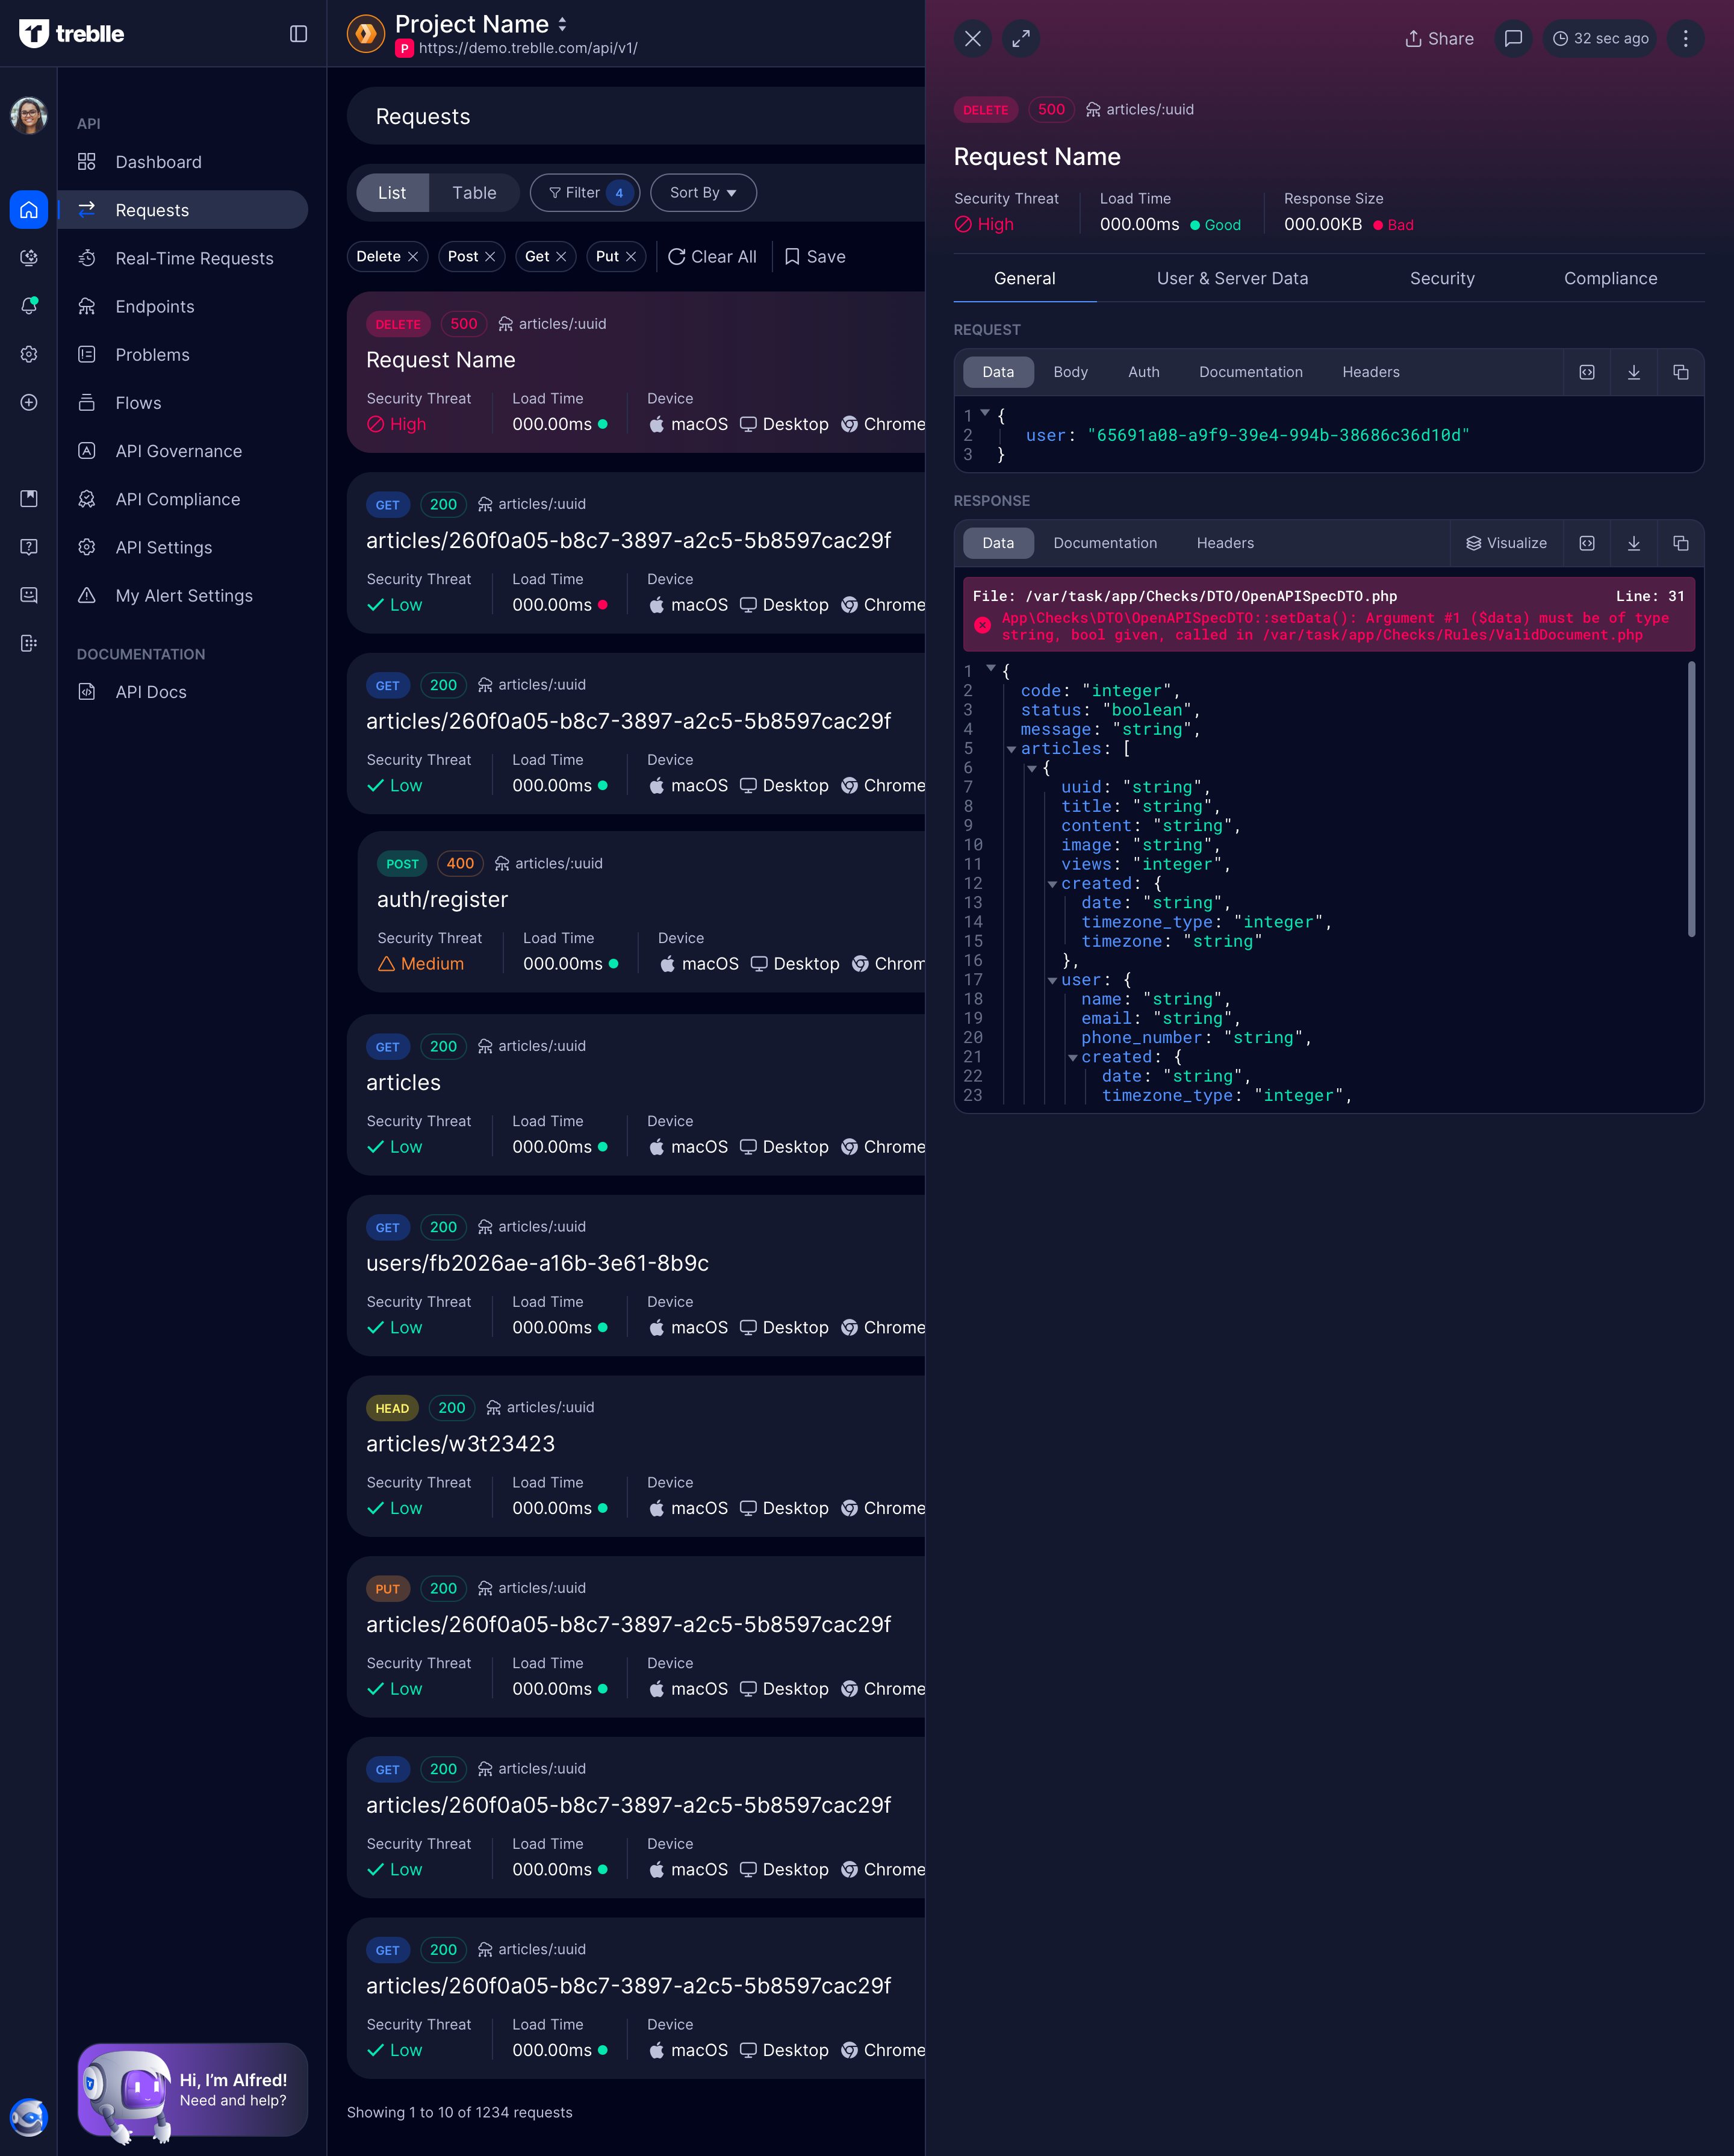 treblle
Project Name
P https://demo.treblle.com/api/v1/
API
Dashboard
Requests
Real-Time Requests
Endpoints
Problems
Flows
API Governance
API Compliance
API Settings
My Alert Settings
DOCUMENTATION
API Docs
Hi, I’m Alfred!
Need and help?
Requests
List Table Filter 4 Sort By
Delete Post Get Put Clear All Save
DELETE 500 articles/:uuid
Request Name
Security Threat Load Time Device
High 000.00ms macOS Desktop Chrome
GET 200 articles/:uuid
articles/260f0a05-b8c7-3897-a2c5-5b8597cac29f
Security Threat Load Time Device
Low 000.00ms macOS Desktop Chrome
GET 200 articles/:uuid
articles/260f0a05-b8c7-3897-a2c5-5b8597cac29f
Security Threat Load Time Device
Low 000.00ms macOS Desktop Chrome
POST 400 articles/:uuid
auth/register
Security Threat Load Time Device
Medium 000.00ms macOS Desktop Chrom
GET 200 articles/:uuid
articles
Security Threat Load Time Device
Low 000.00ms macOS Desktop Chrome
GET 200 articles/:uuid
users/fb2026ae-a16b-3e61-8b9c
Security Threat Load Time Device
Low 000.00ms macOS Desktop Chrome
HEAD 200 articles/:uuid
articles/w3t23423
Security Threat Load Time Device
Low 000.00ms macOS Desktop Chrome
PUT 200 articles/:uuid
articles/260f0a05-b8c7-3897-a2c5-5b8597cac29f
Security Threat Load Time Device
Low 000.00ms macOS Desktop Chrome
GET 200 articles/:uuid
articles/260f0a05-b8c7-3897-a2c5-5b8597cac29f
Security Threat Load Time Device
Low 000.00ms macOS Desktop Chrome
GET 200 articles/:uuid
articles/260f0a05-b8c7-3897-a2c5-5b8597cac29f
Security Threat Load Time Device
Low 000.00ms macOS Desktop Chrome
Showing 1 to 10 of 1234 requests
Share 32 sec ago
DELETE 500 articles/:uuid
Request Name
Security Threat Load Time Response Size
High 000.00ms Good 000.00KB Bad
General User & Server Data Security Compliance
REQUEST
Data Body Auth Documentation Headers
1 {
2 user: "65691a08-a9f9-39e4-994b-38686c36d10d"
3 }
RESPONSE
Data Documentation Headers Visualize
File: /var/task/app/Checks/DTO/OpenAPISpecDTO.php Line: 31
App\Checks\DTO\OpenAPISpecDTO::setData(): Argument #1 ($data) must be of type
string, bool given, called in /var/task/app/Checks/Rules/ValidDocument.php
1 {
2 code: "integer",
3 status: "boolean",
4 message: "string",
5 articles: [
6 {
7 uuid: "string",
8 title: "string",
9 content: "string",
10 image: "string",
11 views: "integer",
12 created: {
13 date: "string",
14 timezone_type: "integer",
15 timezone: "string"
16 },
17 user: {
18 name: "string",
19 email: "string",
20 phone_number: "string",
21 created: {
22 date: "string",
23 timezone_type: "integer",